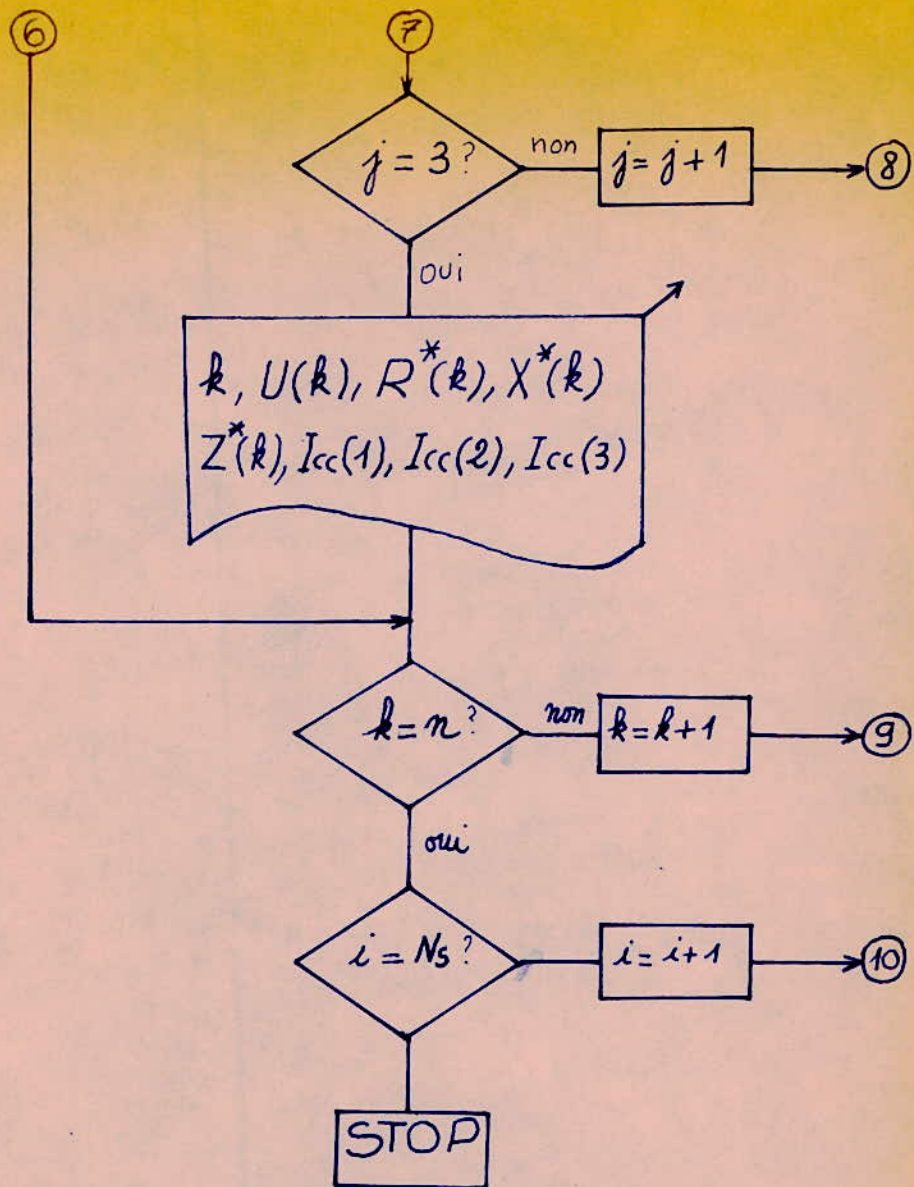 6
7
j = 3 ?
non
j = j + 1
8
oui
k, U(k), R*(k), X*(k)
Z*(k), Icc(1), Icc(2), Icc(3)
k = n ?
non
k = k + 1
9
oui
i = Ns ?
i = i + 1
10
STOP